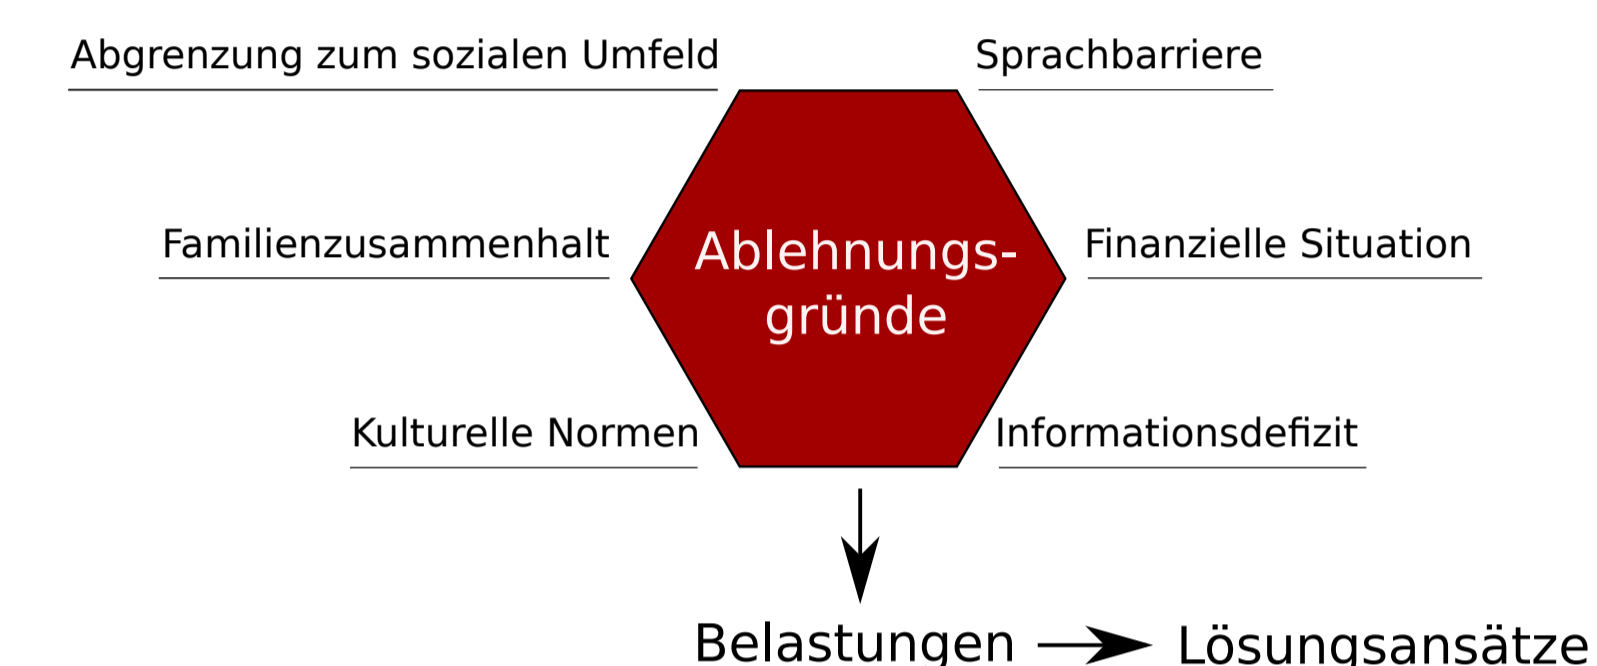 Abgrenzung zum sozialen Umfeld
Sprachbarriere
Familienzusammenhalt
Ablehnungs-
gründe
Finanzielle Situation
Kulturelle Normen
Informationsdefizit
Belastungen
Lösungsansätze